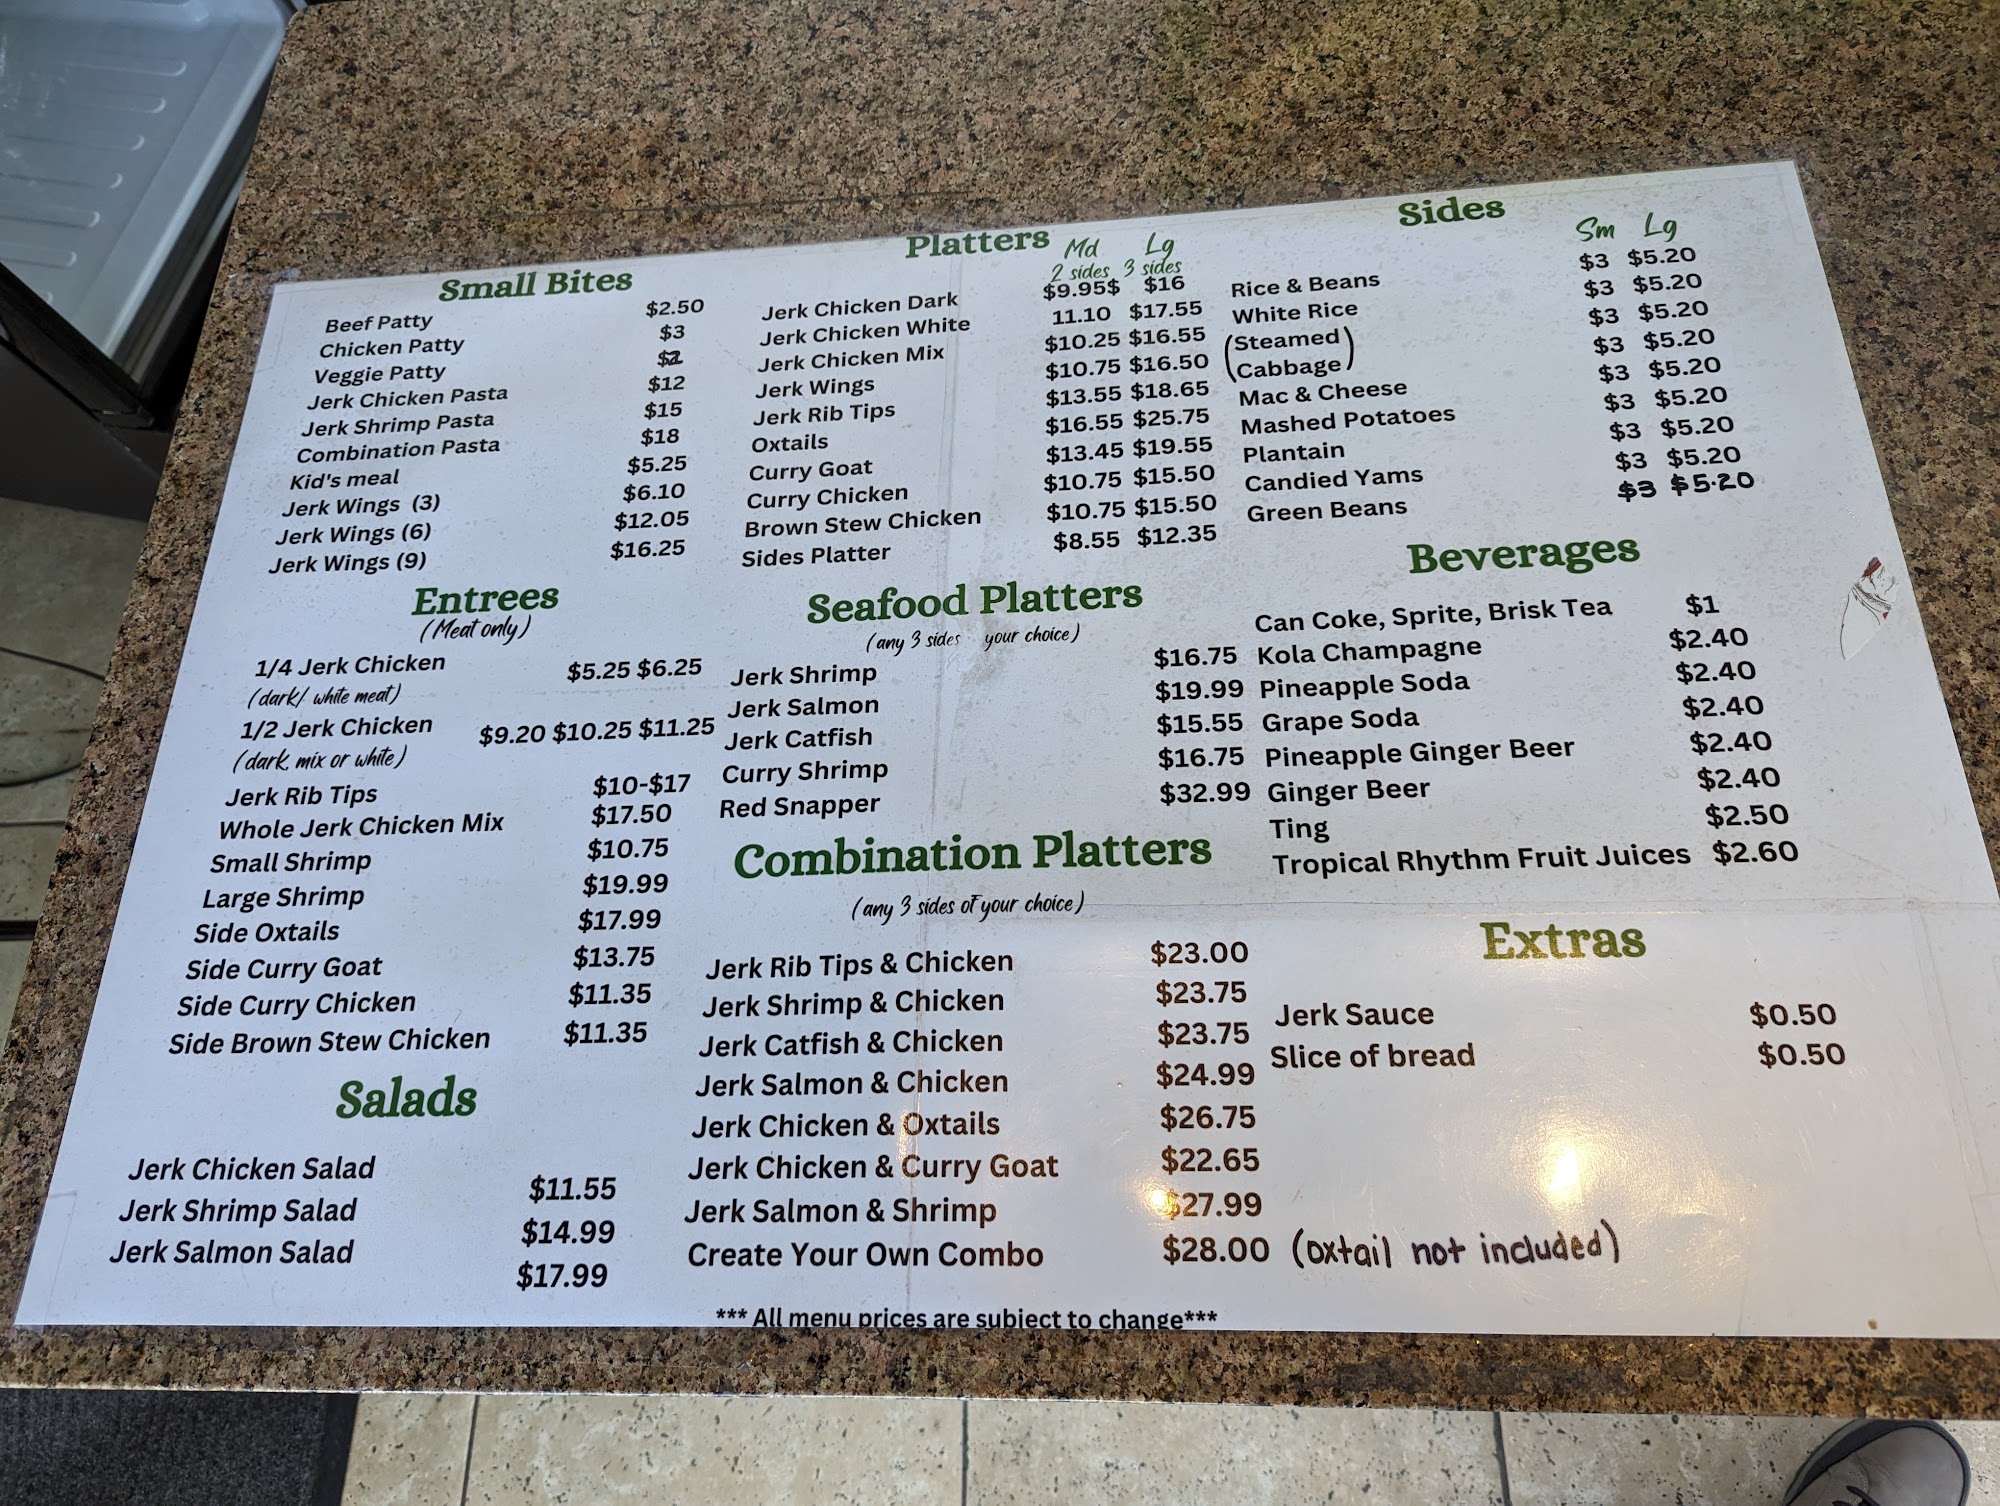 Small Bites
Beef Patty $2.50
Chicken Patty $3
Veggie Patty
Jerk Chicken Pasta $12
Jerk Shrimp Pasta $15
Combination Pasta $18
Kid's meal $5.25
Jerk Wings (3) $6.10
Jerk Wings (6) $12.05
Jerk Wings (9) $16.25
Entrees
(Meat only)
1/4 Jerk Chicken $5.25 $6.25
(dark/ white meat)
1/2 Jerk Chicken $9.20 $10.25 $11.25
(dark, mix or white)
Jerk Rib Tips $10-$17
Whole Jerk Chicken Mix $17.50
Small Shrimp $10.75
Large Shrimp $19.99
Side Oxtails $17.99
Side Curry Goat $13.75
Side Curry Chicken $11.35
Side Brown Stew Chicken $11.35
Salads
Jerk Chicken Salad $11.55
Jerk Shrimp Salad $14.99
Jerk Salmon Salad $17.99
Platters Md Lg
2 sides 3 sides
Jerk Chicken Dark $9.95$ $16
Jerk Chicken White 11.10 $17.55
Jerk Chicken Mix $10.25 $16.55
Jerk Wings $10.75 $16.50
Jerk Rib Tips $13.55 $18.65
Oxtails $16.55 $25.75
Curry Goat $13.45 $19.55
Curry Chicken $10.75 $15.50
Brown Stew Chicken $10.75 $15.50
Sides Platter $8.55 $12.35
Seafood Platters
(any 3 sides your choice)
Jerk Shrimp $16.75
Jerk Salmon $19.99
Jerk Catfish $15.55
Curry Shrimp $16.75
Red Snapper $32.99
Combination Platters
(any 3 sides of your choice)
Jerk Rib Tips & Chicken $23.00
Jerk Shrimp & Chicken $23.75
Jerk Catfish & Chicken $23.75
Jerk Salmon & Chicken $24.99
Jerk Chicken & Oxtails $26.75
Jerk Chicken & Curry Goat $22.65
Jerk Salmon & Shrimp $27.99
Create Your Own Combo $28.00 (oxtail not included)
*** All menu prices are subject to change***
Sides
Sm Lg
$3 $5.20
Rice & Beans $3 $5.20
White Rice $3 $5.20
(Steamed $3 $5.20
Cabbage) $3 $5.20
Mac & Cheese $3 $5.20
Mashed Potatoes $3 $5.20
Plantain $3 $5.20
Candied Yams $3 $5.20
Green Beans
Beverages
Can Coke, Sprite, Brisk Tea $1
Kola Champagne $2.40
Pineapple Soda $2.40
Grape Soda $2.40
Pineapple Ginger Beer $2.40
Ginger Beer $2.40
Ting $2.50
Tropical Rhythm Fruit Juices $2.60
Extras
Jerk Sauce $0.50
Slice of bread $0.50